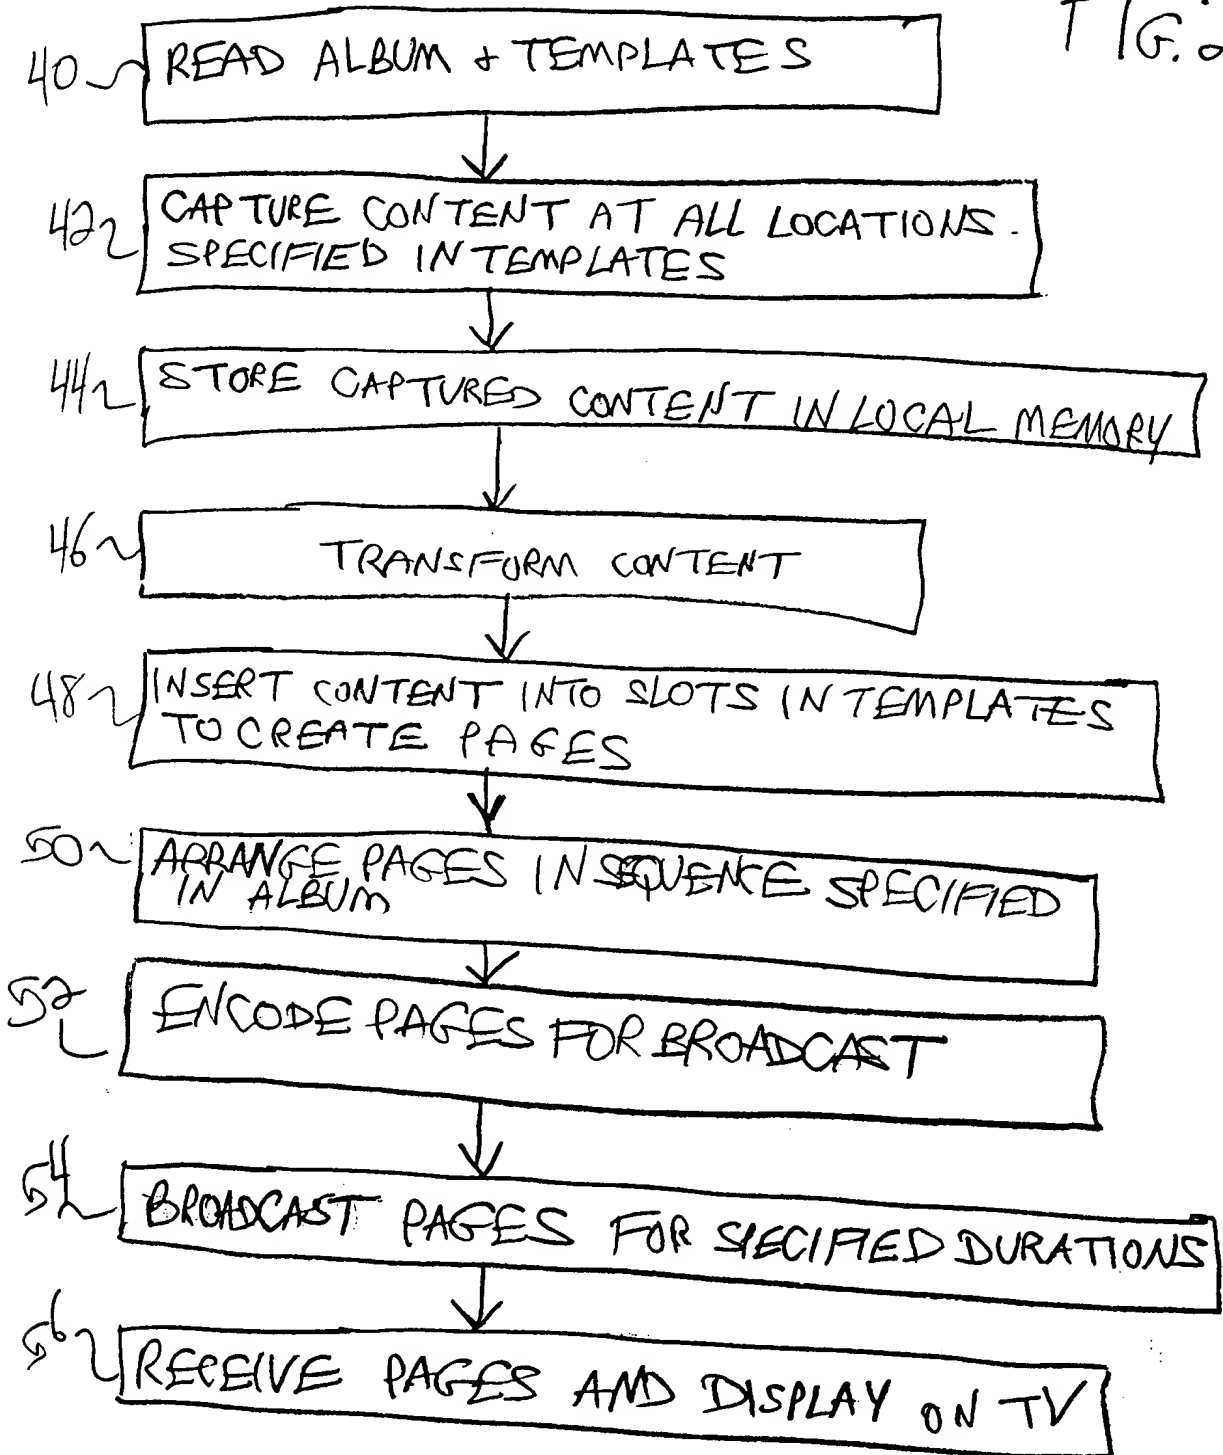 FIG.
40 READ ALBUM + TEMPLATES
42 CAPTURE CONTENT AT ALL LOCATIONS.
SPECIFIED IN TEMPLATES
44 STORE CAPTURED CONTENT IN LOCAL MEMORY
46 TRANSFORM CONTENT
48 INSERT CONTENT INTO SLOTS IN TEMPLATES
TO CREATE PAGES
50 ARRANGE PAGES IN SEQUENCE SPECIFIED
IN ALBUM
52 ENCODE PAGES FOR BROADCAST
54 BROADCAST PAGES FOR SPECIFIED DURATIONS
56 RECEIVE PAGES AND DISPLAY ON TV